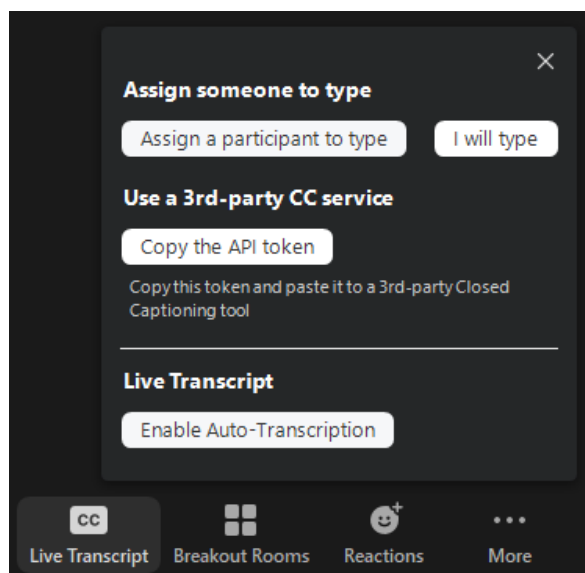 Assign someone to type
Assign a participant to type
I will type
Use a 3rd-party CC service
Copy the API token
Copy this token and paste it to a 3rd-party Closed
Captioning tool
Live Transcript
Enable Auto-Transcription
CC
Live Transcript
Breakout Rooms
Reactions
More